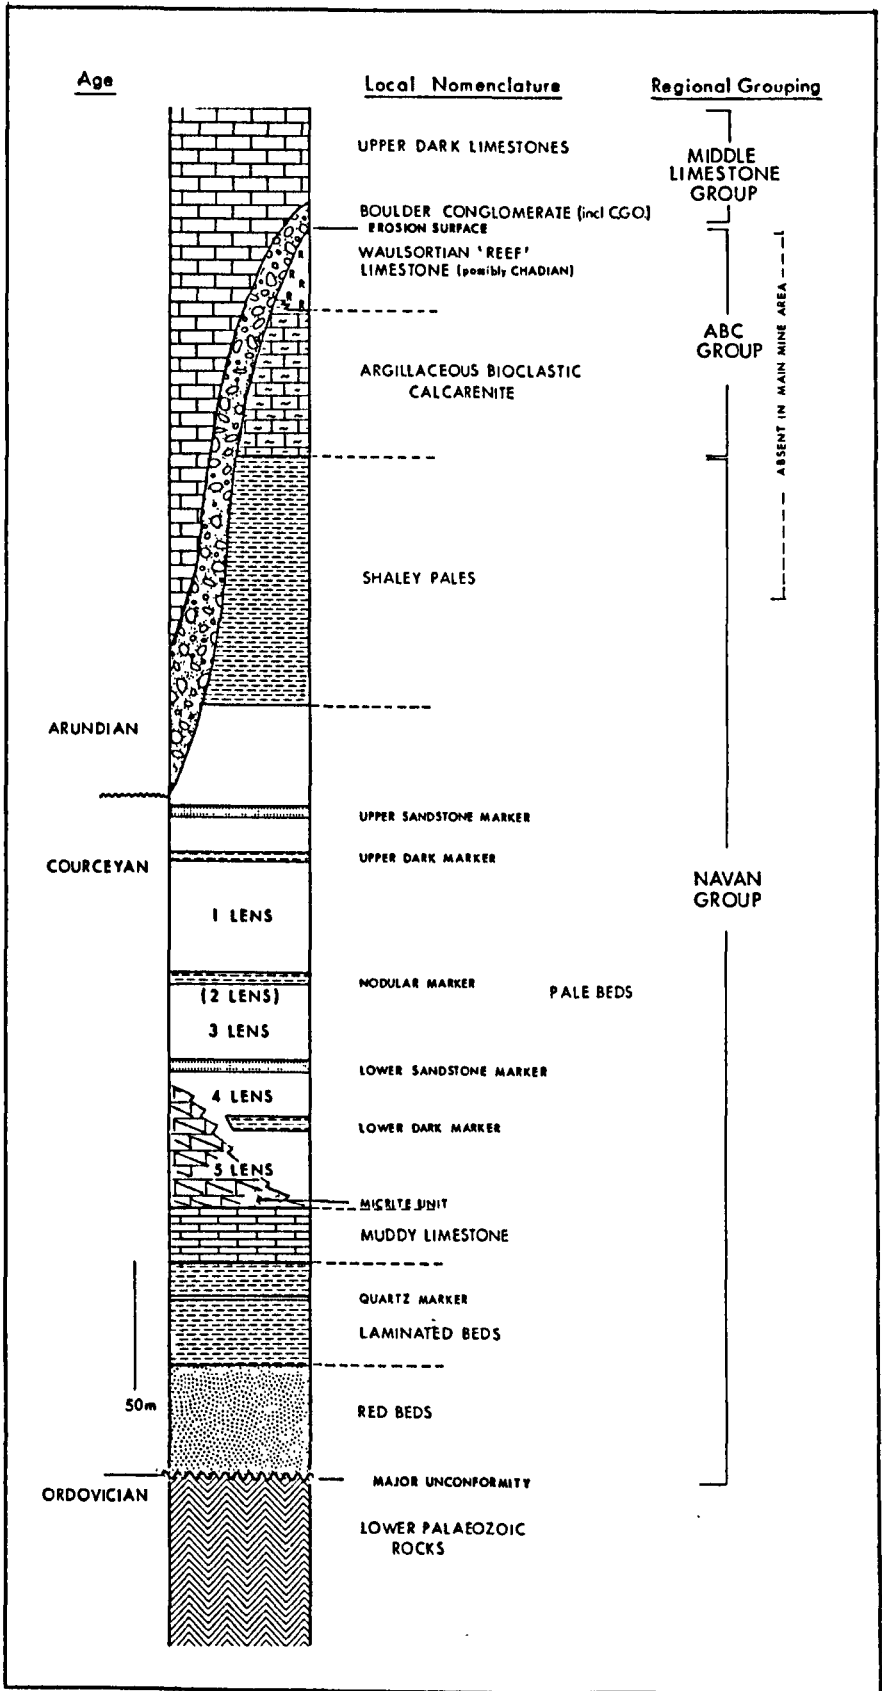 Age
Local Nomenclature
Regional Grouping
UPPER DARK LIMESTONES
MIDDLE
LIMESTONE
GROUP
BOULDER CONGLOMERATE (incl C.G.O.)
EROSION SURFACE
WAULSORTIAN 'REEF'
LIMESTONE (possibly CHADIAN)
R
R
R
R
ABC
GROUP
ABSENT IN MAIN MINE AREA
ARGILLACEOUS BIOCLASTIC
CALCARENITE
SHALEY PALES
ARUNDIAN
UPPER SANDSTONE MARKER
UPPER DARK MARKER
COURCEYAN
NAVAN
GROUP
1 LENS
NODULAR MARKER
PALE BEDS
(2 LENS)
3 LENS
LOWER SANDSTONE MARKER
4 LENS
LOWER DARK MARKER
5 LENS
MICRITE UNIT
MUDDY LIMESTONE
QUARTZ MARKER
LAMINATED BEDS
50m
RED BEDS
MAJOR UNCONFORMITY
ORDOVICIAN
LOWER PALAEOZOIC
ROCKS